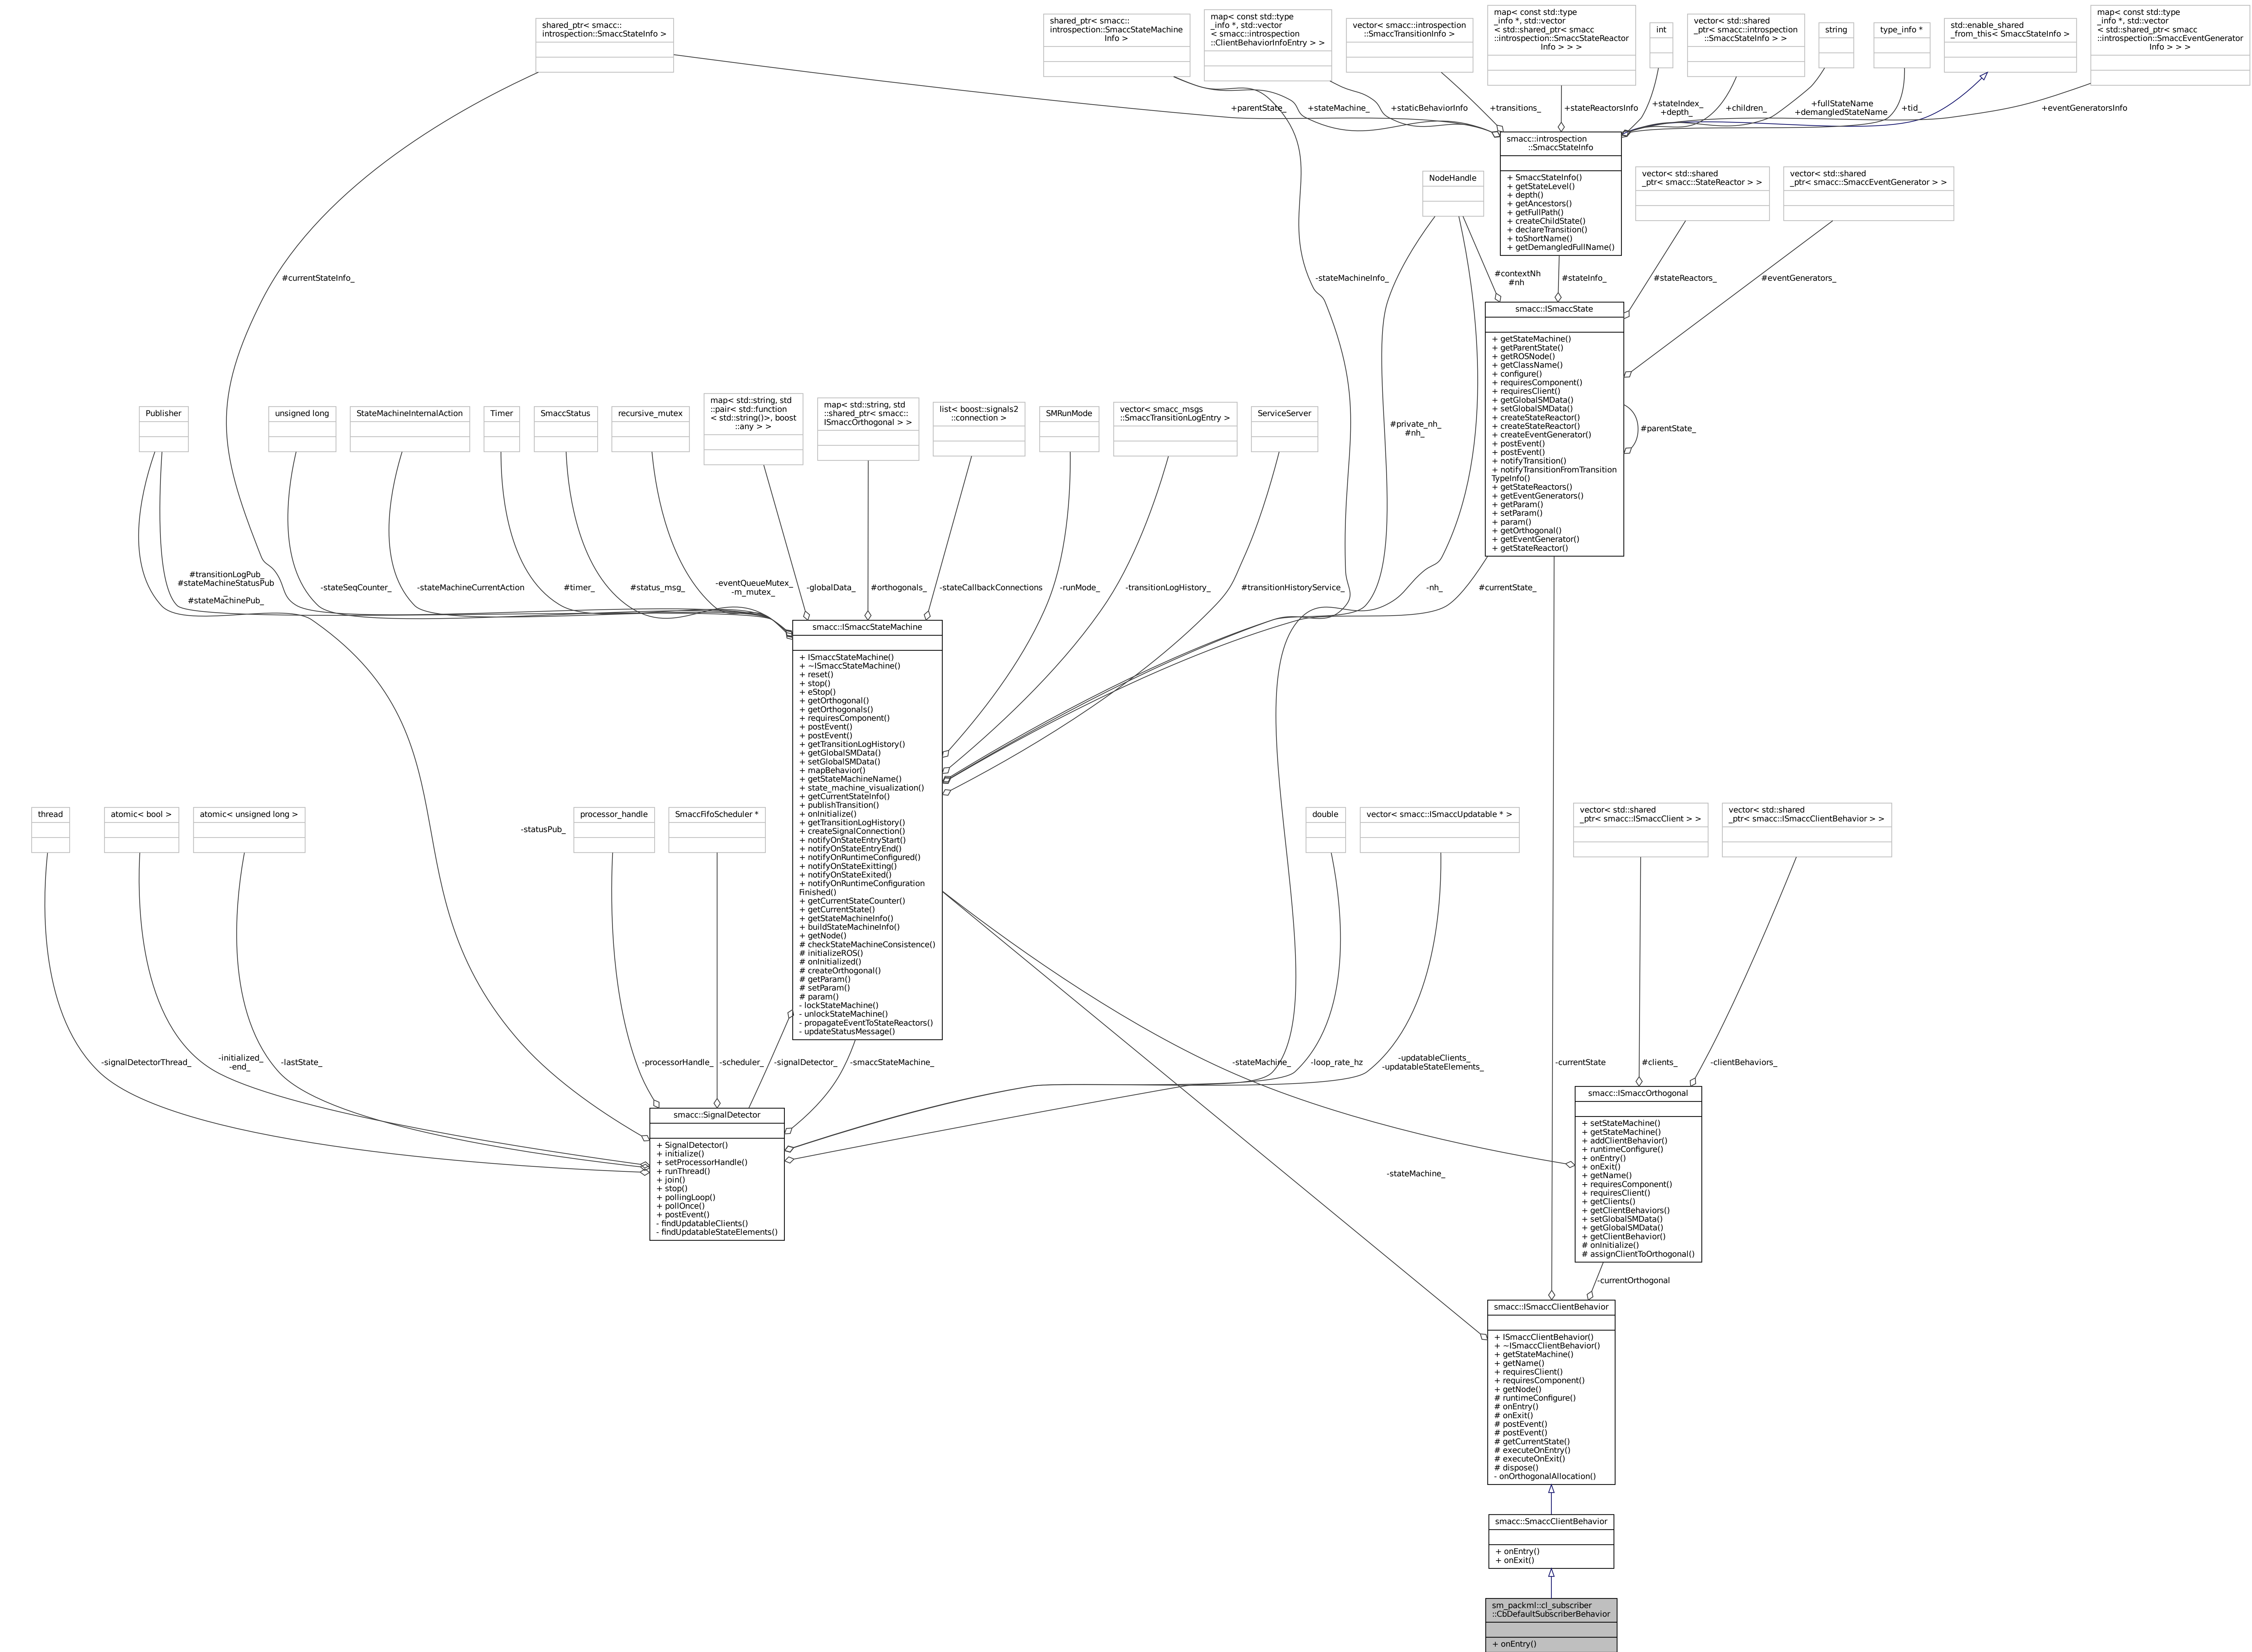 shared_ptr< smacc::
introspection::SmaccStateInfo >
shared_ptr< smacc::
introspection::SmaccStateMachine
Info >
map< const std::type
_info *, std::vector
< smacc::introspection
::ClientBehaviorInfoEntry > >
vector< smacc::introspection
::SmaccTransitionInfo >
map< const std::type
_info *, std::vector
< std::shared_ptr< smacc
::introspection::SmaccStateReactor
Info > > >
int
vector< std::shared
_ptr< smacc::introspection
::SmaccStateInfo > >
string
type_info *
std::enable_shared
_from_this< SmaccStateInfo >
map< const std::type
_info *, std::vector
< std::shared_ptr< smacc
::introspection::SmaccEventGenerator
Info > > >
+parentState_
+stateMachine_
+staticBehaviorInfo
+transitions_
+stateReactorsInfo
+stateIndex_
+depth_
+children_
+fullStateName
+demangledStateName
+tid_
+eventGeneratorsInfo
smacc::introspection
::SmaccStateInfo
+ SmaccStateInfo()
+ getStateLevel()
+ depth()
+ getAncestors()
+ getFullPath()
+ createChildState()
+ declareTransition()
+ toShortName()
+ getDemangledFullName()
NodeHandle
vector< std::shared
_ptr< smacc::StateReactor > >
vector< std::shared
_ptr< smacc::SmaccEventGenerator > >
#currentStateInfo_
-stateMachineInfo_
#contextNh
#nh
#stateInfo_
#stateReactors_
#eventGenerators_
smacc::ISmaccState
+ getStateMachine()
+ getParentState()
+ getROSNode()
+ getClassName()
+ configure()
+ requiresComponent()
+ requiresClient()
+ getGlobalSMData()
+ setGlobalSMData()
+ createStateReactor()
+ createStateReactor()
+ createEventGenerator()
+ postEvent()
+ postEvent()
+ notifyTransition()
+ notifyTransitionFromTransition
TypeInfo()
+ getStateReactors()
+ getEventGenerators()
+ getParam()
+ setParam()
+ param()
+ getOrthogonal()
+ getEventGenerator()
+ getStateReactor()
#parentState_
Publisher
unsigned long
StateMachineInternalAction
Timer
SmaccStatus
recursive_mutex
map< std::string, std
::pair< std::function
< std::string()>, boost
::any > >
map< std::string, std
::shared_ptr< smacc::
ISmaccOrthogonal > >
list< boost::signals2
::connection >
SMRunMode
vector< smacc_msgs
::SmaccTransitionLogEntry >
ServiceServer
#private_nh_
#nh_
#transitionLogPub_
#stateMachineStatusPub
_
#stateMachinePub_
-stateSeqCounter_
-stateMachineCurrentAction
#timer_
#status_msg_
-eventQueueMutex_
-m_mutex_
-globalData_
#orthogonals_
-stateCallbackConnections
-runMode_
-transitionLogHistory_
#transitionHistoryService_
-nh_
#currentState_
smacc::ISmaccStateMachine
+ ISmaccStateMachine()
+ ~ISmaccStateMachine()
+ reset()
+ stop()
+ eStop()
+ getOrthogonal()
+ getOrthogonals()
+ requiresComponent()
+ postEvent()
+ postEvent()
+ getTransitionLogHistory()
+ getGlobalSMData()
+ setGlobalSMData()
+ mapBehavior()
+ getStateMachineName()
+ state_machine_visualization()
+ getCurrentStateInfo()
+ publishTransition()
+ onInitialize()
+ getTransitionLogHistory()
+ createSignalConnection()
+ notifyOnStateEntryStart()
+ notifyOnStateEntryEnd()
+ notifyOnRuntimeConfigured()
+ notifyOnStateExitting()
+ notifyOnStateExited()
+ notifyOnRuntimeConfiguration
Finished()
+ getCurrentStateCounter()
+ getCurrentState()
+ getStateMachineInfo()
+ buildStateMachineInfo()
+ getNode()
# checkStateMachineConsistence()
# initializeROS()
# onInitialized()
# createOrthogonal()
# getParam()
# setParam()
# param()
- lockStateMachine()
- unlockStateMachine()
- propagateEventToStateReactors()
- updateStatusMessage()
thread
atomic< bool >
atomic< unsigned long >
-statusPub_
processor_handle
SmaccFifoScheduler *
double
vector< smacc::ISmaccUpdatable * >
vector< std::shared
_ptr< smacc::ISmaccClient > >
vector< std::shared
_ptr< smacc::ISmaccClientBehavior > >
-signalDetectorThread_
-initialized_
-end_
-lastState_
-processorHandle_
-scheduler_
-signalDetector_
-smaccStateMachine_
-stateMachine_
-loop_rate_hz
-updatableClients_
-updatableStateElements_
-currentState
#clients_
-clientBehaviors_
smacc::SignalDetector
+ SignalDetector()
+ initialize()
+ setProcessorHandle()
+ runThread()
+ join()
+ stop()
+ pollingLoop()
+ pollOnce()
+ postEvent()
- findUpdatableClients()
- findUpdatableStateElements()
smacc::ISmaccOrthogonal
+ setStateMachine()
+ getStateMachine()
+ addClientBehavior()
+ runtimeConfigure()
+ onEntry()
+ onExit()
+ getName()
+ requiresComponent()
+ requiresClient()
+ getClients()
+ getClientBehaviors()
+ setGlobalSMData()
+ getGlobalSMData()
+ getClientBehavior()
# onInitialize()
# assignClientToOrthogonal()
-stateMachine_
-currentOrthogonal
smacc::ISmaccClientBehavior
+ ISmaccClientBehavior()
+ ~ISmaccClientBehavior()
+ getStateMachine()
+ getName()
+ requiresClient()
+ requiresComponent()
+ getNode()
# runtimeConfigure()
# onEntry()
# onExit()
# postEvent()
# postEvent()
# getCurrentState()
# executeOnEntry()
# executeOnExit()
# dispose()
- onOrthogonalAllocation()
smacc::SmaccClientBehavior
+ onEntry()
+ onExit()
sm_packml::cl_subscriber
::CbDefaultSubscriberBehavior
+ onEntry()